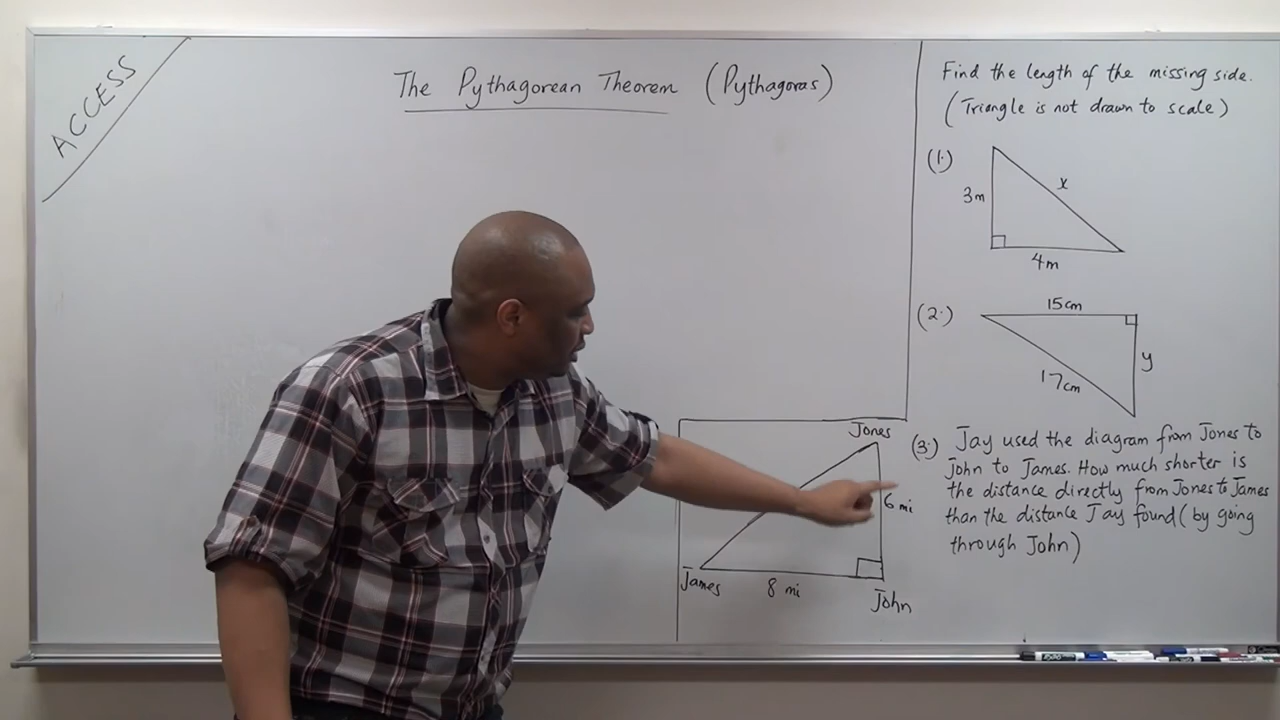 ACCESS
The Pythagorean Theorem (Pythagoras)
Find the length of the missing side.
(Triangle is not drawn to scale)
(1.)
3m
x
4m
(2.)
15cm
17cm
y
(3.) Jay used the diagram from Jones to
John to James. How much shorter is
the distance directly from Jones to James
than the distance Jay found (by going
through John)
Jones
6 mi
James
8 mi
John